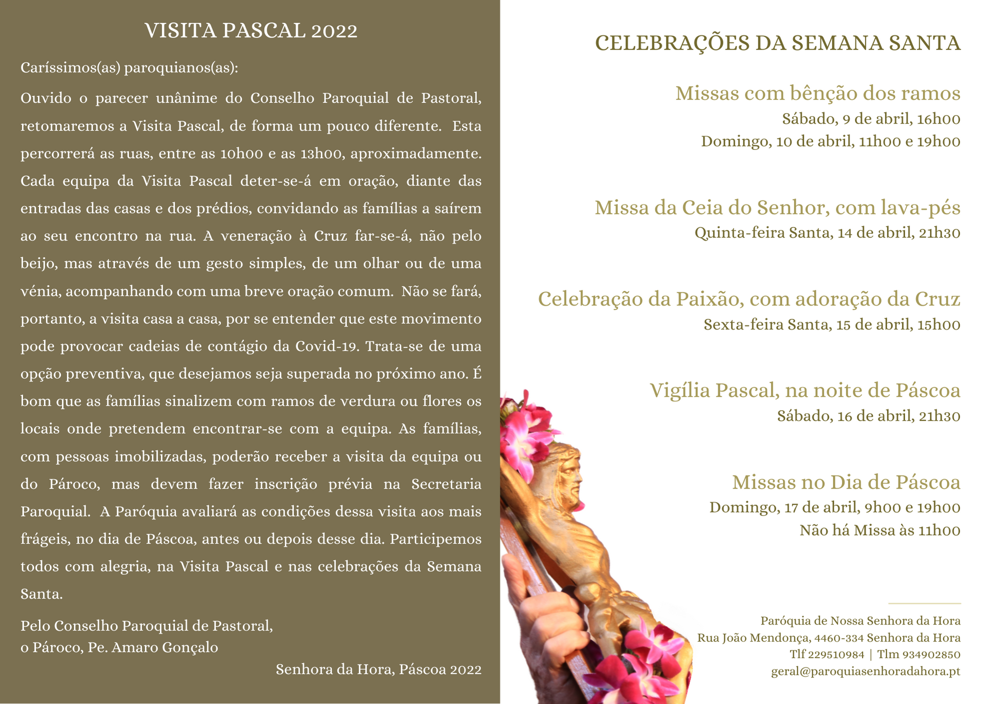 VISITA PASCAL 2022
Caríssimos(as) paroquianos(as):
Ouvido o parecer unânime do Conselho Paroquial de Pastoral,
retomaremos a Visita Pascal, de forma um pouco diferente.  Esta
percorrerá as ruas, entre as 10h00 e as 13h00, aproximadamente.
Cada equipa da Visita Pascal deter-se-á em oração, diante das
entradas das casas e dos prédios, convidando as famílias a saírem
ao seu encontro na rua. A veneração à Cruz far-se-á, não pelo
beijo, mas através de um gesto simples, de um olhar ou de uma
vénia, acompanhando com uma breve oração comum.  Não se fará,
portanto, a visita casa a casa, por se entender que este movimento
pode provocar cadeias de contágio da Covid-19. Trata-se de uma
opção preventiva, que desejamos seja superada no próximo ano. É
bom que as famílias sinalizem com ramos de verdura ou flores os
locais onde pretendem encontrar-se com a equipa. As famílias,
com pessoas imobilizadas, poderão receber a visita da equipa ou
do Pároco, mas devem fazer inscrição prévia na Secretaria
Paroquial.  A Paróquia avaliará as condições dessa visita aos mais
frágeis, no dia de Páscoa, antes ou depois desse dia. Participemos
todos com alegria, na Visita Pascal e nas celebrações da Semana
Santa.
Pelo Conselho Paroquial de Pastoral,
o Pároco, Pe. Amaro Gonçalo
Senhora da Hora, Páscoa 2022
CELEBRAÇÕES DA SEMANA SANTA
Missas com bênção dos ramos
Sábado, 9 de abril, 16h00
Domingo, 10 de abril, 11h00 e 19h00
Missa da Ceia do Senhor, com lava-pés
Quinta-feira Santa, 14 de abril, 21h30
Celebração da Paixão, com adoração da Cruz
Sexta-feira Santa, 15 de abril, 15h00
Vigília Pascal, na noite de Páscoa
Sábado, 16 de abril, 21h30
Missas no Dia de Páscoa
Domingo, 17 de abril, 9h00 e 19h00
Não há Missa às 11h00
Paróquia de Nossa Senhora da Hora
Rua João Mendonça, 4460-334 Senhora da Hora
Tlf 229510984 | Tlm 934902850
geral@paroquiasenhoradahora.pt